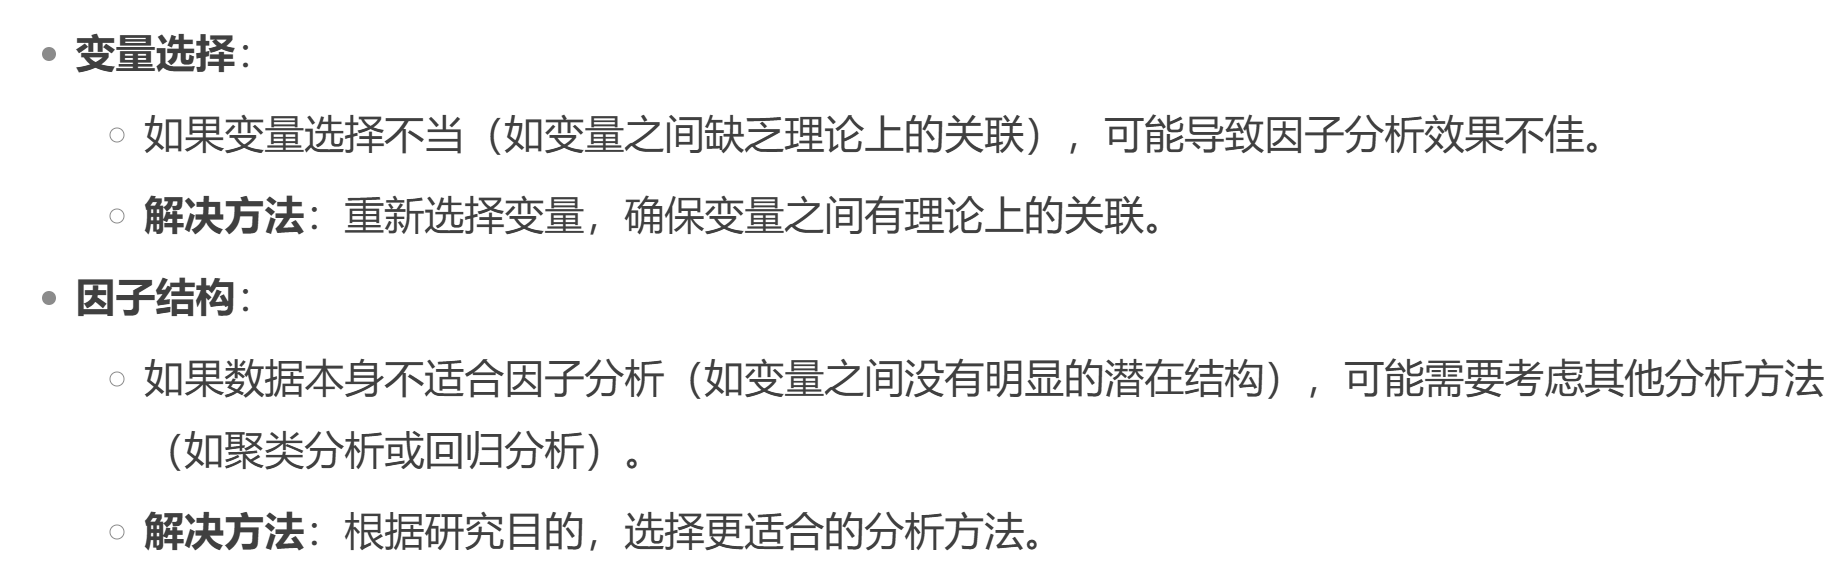 变量选择：
如果变量选择不当（如变量之间缺乏理论上的关联），可能导致因子分析效果不佳。
解决方法：重新选择变量，确保变量之间有理论上的关联。
因子结构：
如果数据本身不适合因子分析（如变量之间没有明显的潜在结构），可能需要考虑其他分析方法
（如聚类分析或回归分析）。
解决方法：根据研究目的，选择更适合的分析方法。